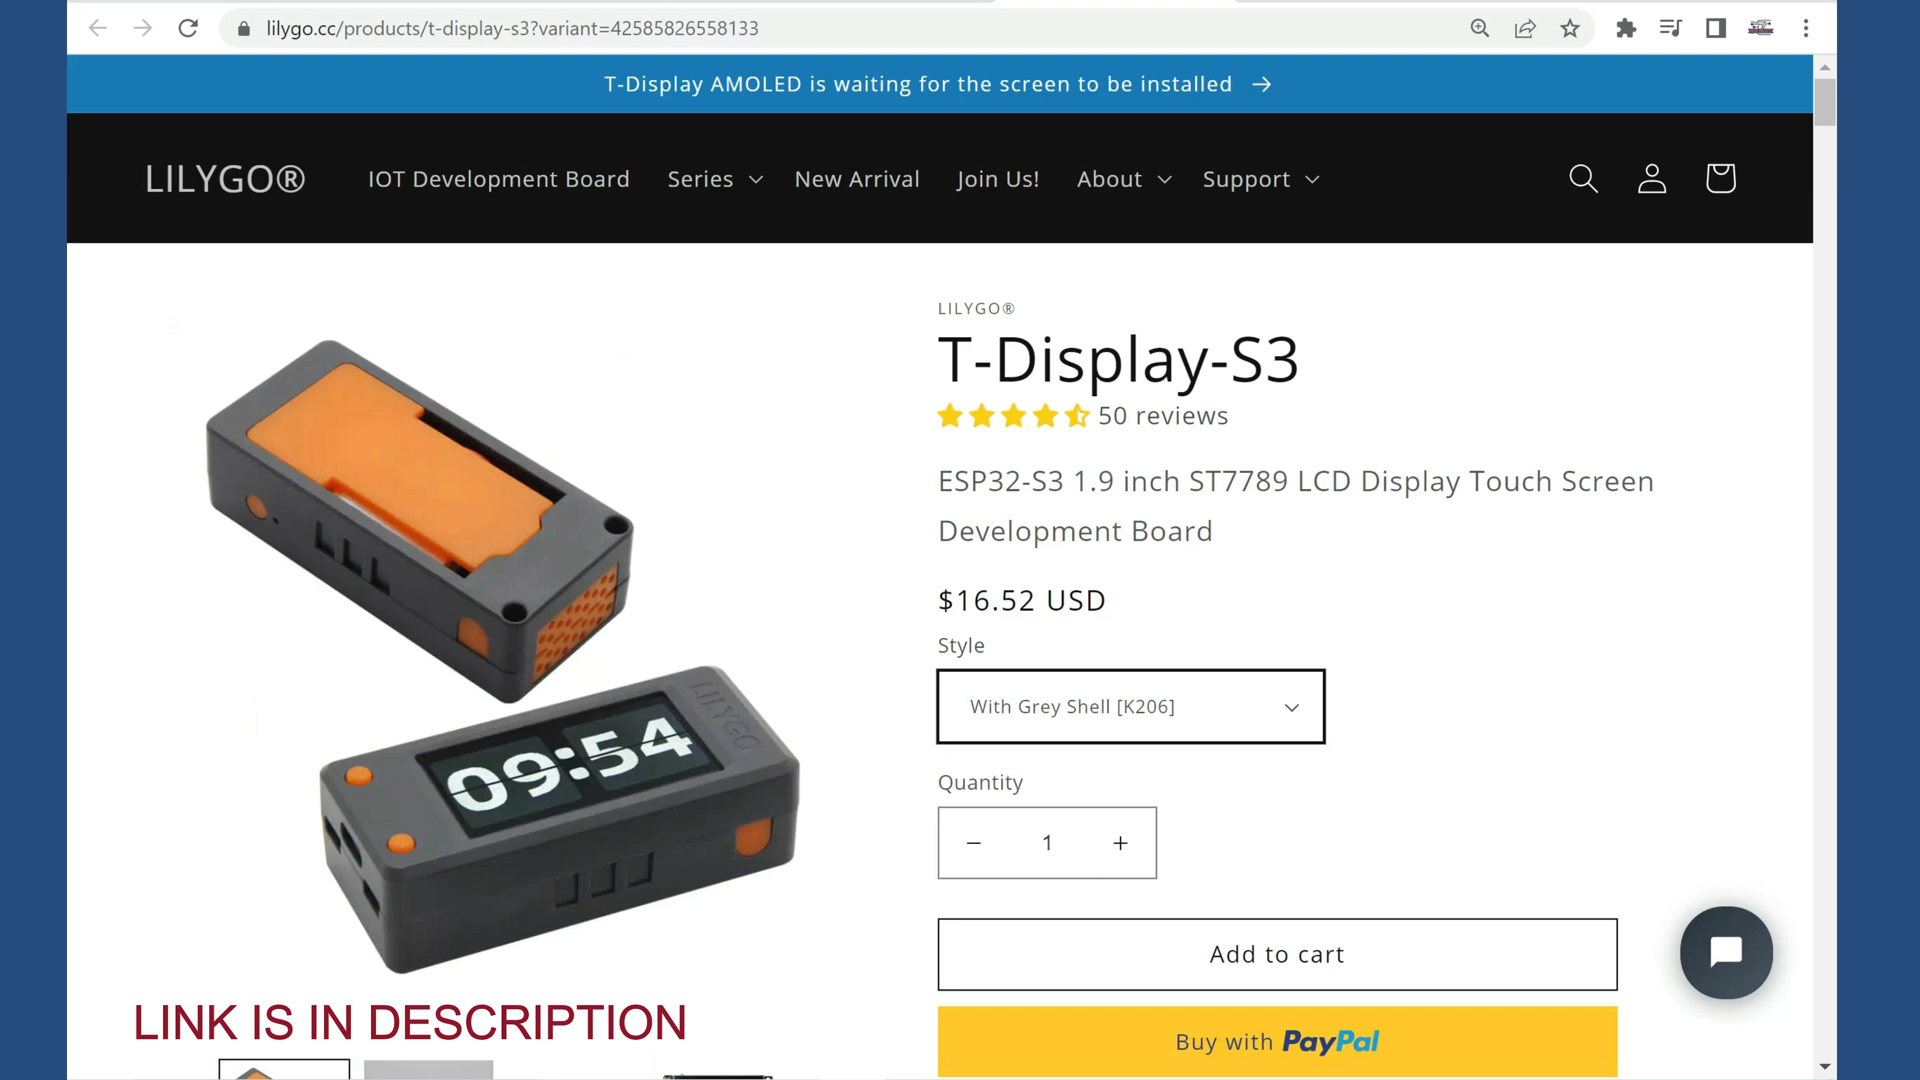 lilygo.cc/products/t-display-s3?variant=42585826558133
T-Display AMOLED is waiting for the screen to be installed →
LILYGO®
IOT Development Board
Series
New Arrival
Join Us!
About
Support
LILYGO®
T-Display-S3
50 reviews
ESP32-S3 1.9 inch ST7789 LCD Display Touch Screen
Development Board
$16.52 USD
Style
With Grey Shell [K206]
Quantity
− 1 +
Add to cart
Buy with PayPal
LILYGO
09:54
LINK IS IN DESCRIPTION